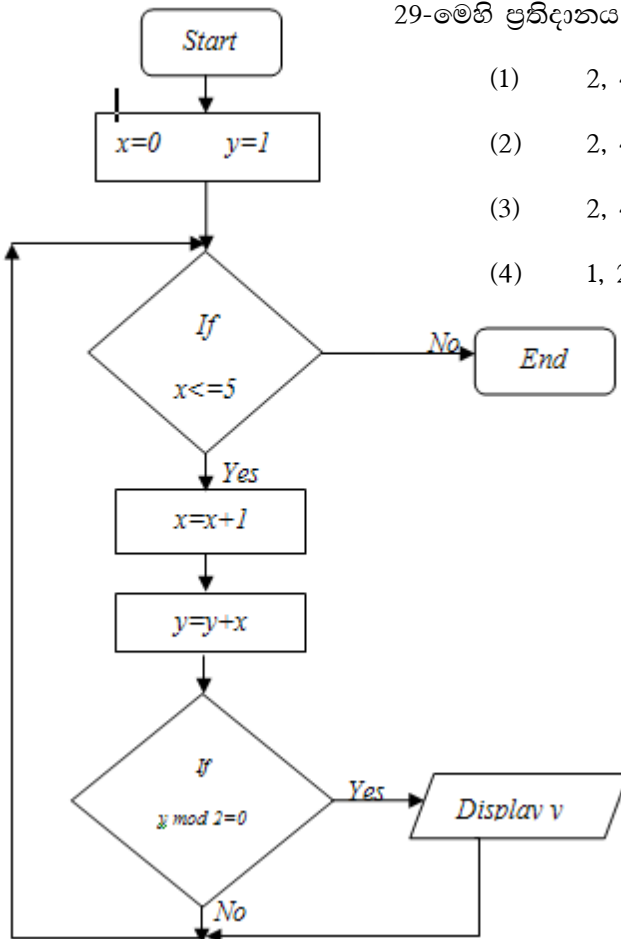 29-මෙහි ප්‍රතිදානය
(1) 2,
(2) 2,
(3) 2,
(4) 1,
Start
x=0 y=1
If
x<=5
No
End
Yes
x=x+1
y=y+x
If
y mod 2=0
Yes
Display y
No